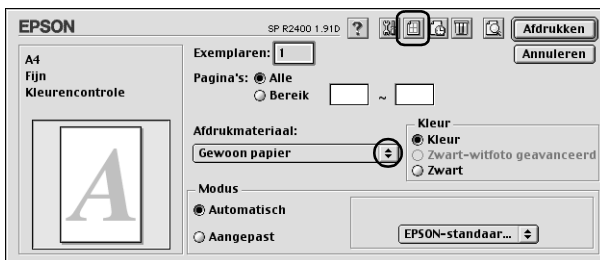 EPSON
SP R2400 1.91D ? Afdrukken
A4
Fijn
Kleurencontrole
Exemplaren: 1
Annuleren
Pagina's: Alle
Bereik ~
Afdrukmateriaal:
Gewoon papier
Kleur
Kleur
Zwart-witfoto geavanceerd
Zwart
A
Modus
Automatisch
Aangepast
EPSON-standaar...